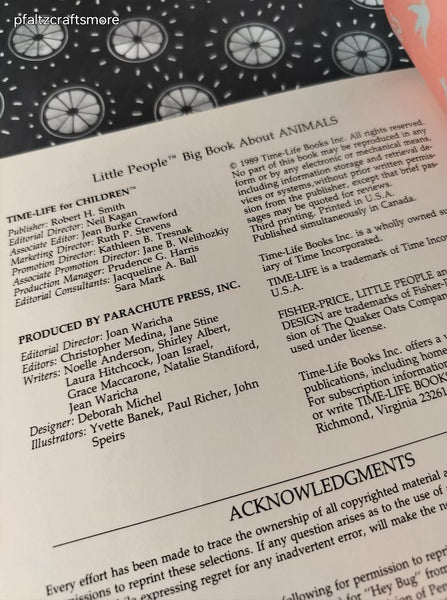 pfaltzcraftsmore
Little People™ Big Book About ANIMALS
TIME-LIFE for CHILDREN™
Publisher: Robert H. Smith
Editorial Director: Neil Kagan
Associate Editor: Jean Burke Crawford
Marketing Director: Ruth P. Stevens
Promotion Director: Kathleen B. Tresnak
Associate Promotion Director: Jane B. Welihozkiy
Production Manager: Prudence G. Harris
Editorial Consultants: Jacqueline A. Ball
Sara Mark
PRODUCED BY PARACHUTE PRESS, INC.
Editorial Director: Joan Waricha
Editors: Christopher Medina, Jane Stine
Writers: Noelle Anderson, Shirley Albert,
Laura Hitchcock, Joan Israel,
Grace Maccarone, Natalie Standiford,
Jean Waricha
Designer: Deborah Michel
Illustrators: Yvette Banek, Paul Richer, John
Speirs
© 1989 Time-Life Books Inc. All rights reserved.
No part of this book may be reproduced in any
form or by any electronic or mechanical means,
including information storage and retrieval de-
vices or systems, without prior written permis-
sion from the publisher, except that brief pas-
sages may be quoted for reviews.
Third printing. Printed in U.S.A.
Published simultaneously in Canada.
Time-Life Books Inc. is a wholly owned
iary of Time Incorporated.
TIME-LIFE is a trademark of Time
U.S.A.
FISHER-PRICE, LITTLE PEOPLE and
DESIGN are trademarks of
sion of The Quaker Oats
used under license.
Time-Life Books Inc. offers a
publications, including
For subscription
or write TIME-LIFE
Richmond, Virginia 23261
ACKNOWLEDGMENTS
Every effort has been made to trace the ownership of all copyrighted material
to reprint these selections. If any question arises as to the use of
while expressing regret for any inadvertent error, will make the
following for permission to
for "Hey Bug" from